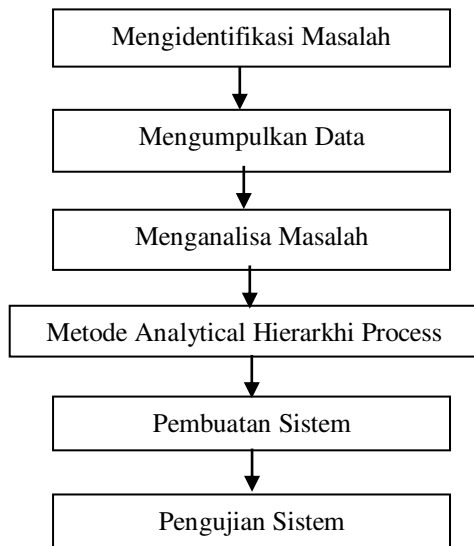 Mengidentifikasi Masalah
Mengumpulkan Data
Menganalisa Masalah
Metode Analytical Hierarkhi Process
Pembuatan Sistem
Pengujian Sistem